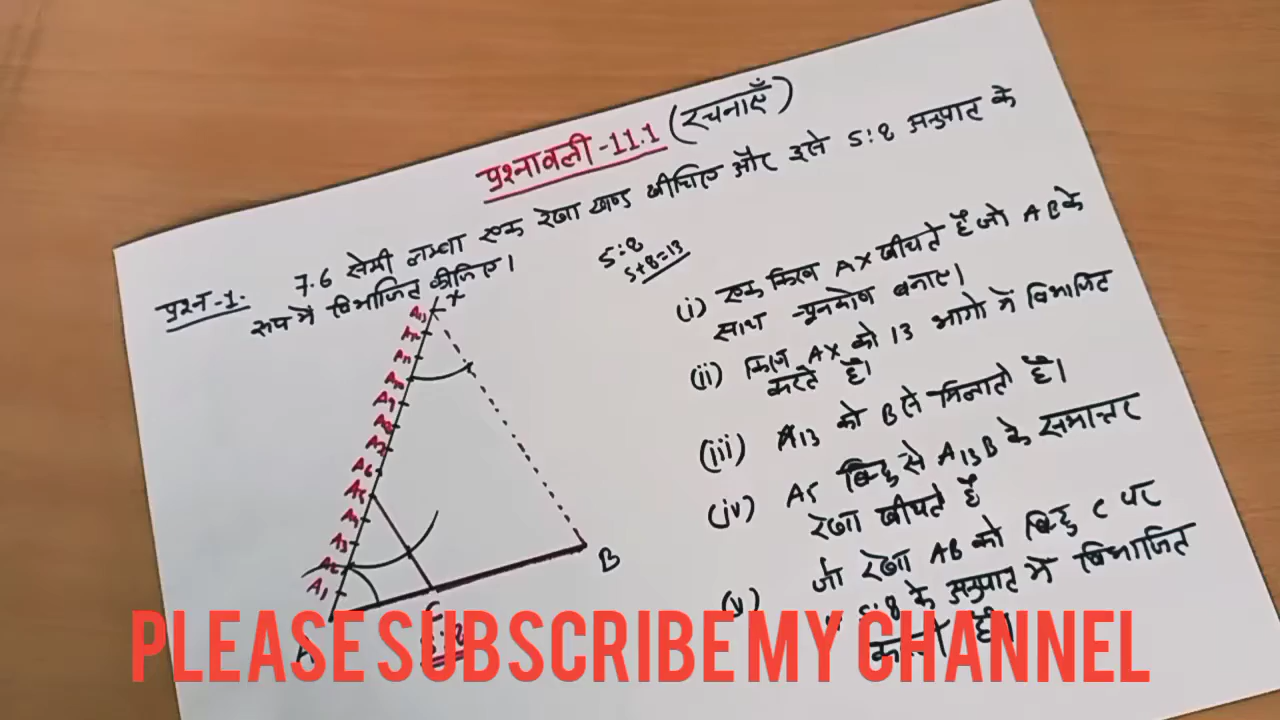 प्रश्नावली -11.1 (रचनाएँ)
प्रश्न-1. 7.6 सेमी लम्बा एक रेखा खण्ड खींचिए और इसे 5:8 अनुपात के
रूप में विभाजित कीजिए।
5:8
5+8=13
(i) एक किरण AX खींचते हैं जो AB के
साथ न्यूनकोण बनाए।
(ii) किरण AX को 13 भागो में विभाजित
करते है।
(iii) A13 को B से मिलाते है।
(iv) A5 बिन्दु से A13B के समान्तर
रेखा खींचते है
(v) जो रेखा AB को बिन्दु C पर
5:8 के अनुपात में विभाजित
करती है।
X
A13
A12
A11
A10
A9
A8
A7
A6
A5
A4
A3
A2
A1
A
C
B
5:8
PLEASE SUBSCRIBE MY CHANNEL